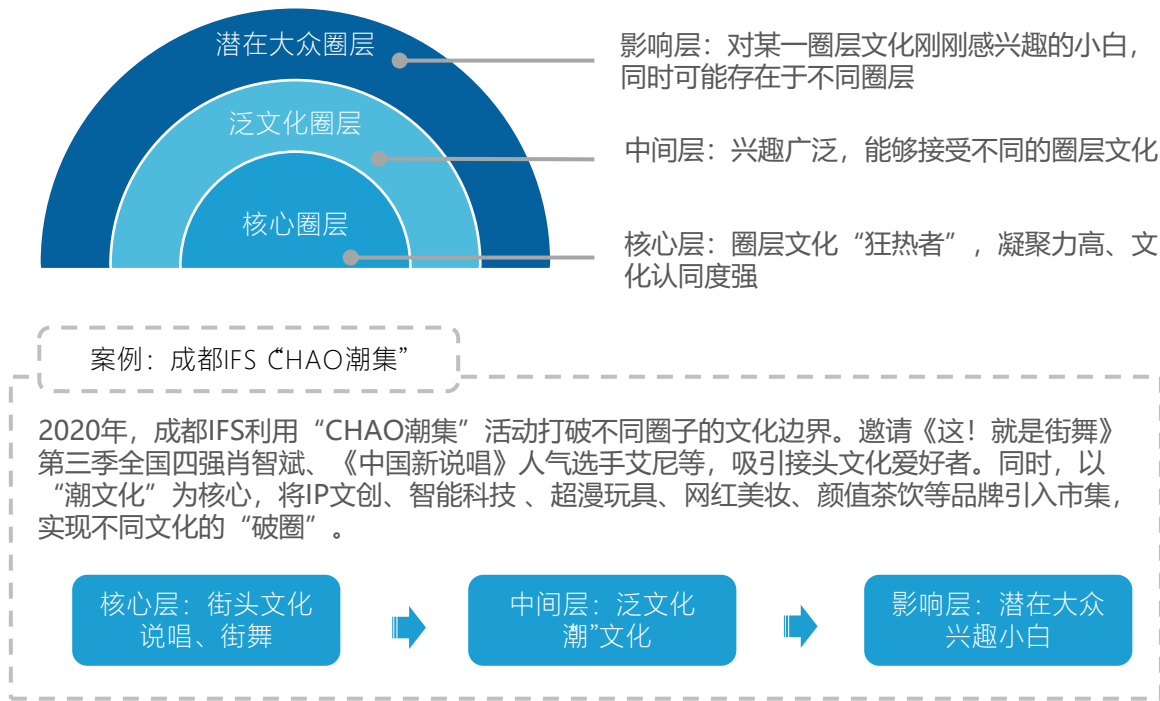 潜在大众圈层
影响层：对某一圈层文化刚刚感兴趣的小白，
同时可能存在于不同圈层
泛文化圈层
中间层：兴趣广泛，能够接受不同的圈层文化
核心圈层
核心层：圈层文化“狂热者”，凝聚力高、文
化认同度强
案例：成都IFS “CHAO潮集”
2020年，成都IFS利用“CHAO潮集”活动打破不同圈子的文化边界。邀请《这！就是街舞》
第三季全国四强肖智斌、《中国新说唱》人气选手艾尼等，吸引接头文化爱好者。同时，以
“潮文化”为核心，将IP文创、智能科技 、超漫玩具、网红美妆、颜值茶饮等品牌引入市集，
实现不同文化的“破圈”。
核心层：街头文化
说唱、街舞
中间层：泛文化
潮”文化
影响层：潜在大众
兴趣小白